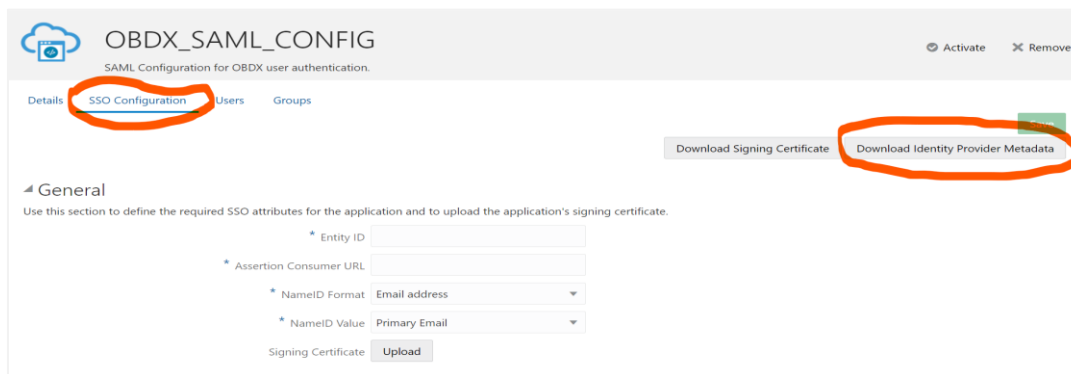 OBDX_SAML_CONFIG
Activate Remove
SAML Configuration for OBDX user authentication.
Details SSO Configuration Users Groups
Download Signing Certificate Download Identity Provider Metadata
General
Use this section to define the required SSO attributes for the application and to upload the application's signing certificate.
* Entity ID
* Assertion Consumer URL
* NameID Format Email address
* NameID Value Primary Email
Signing Certificate Upload